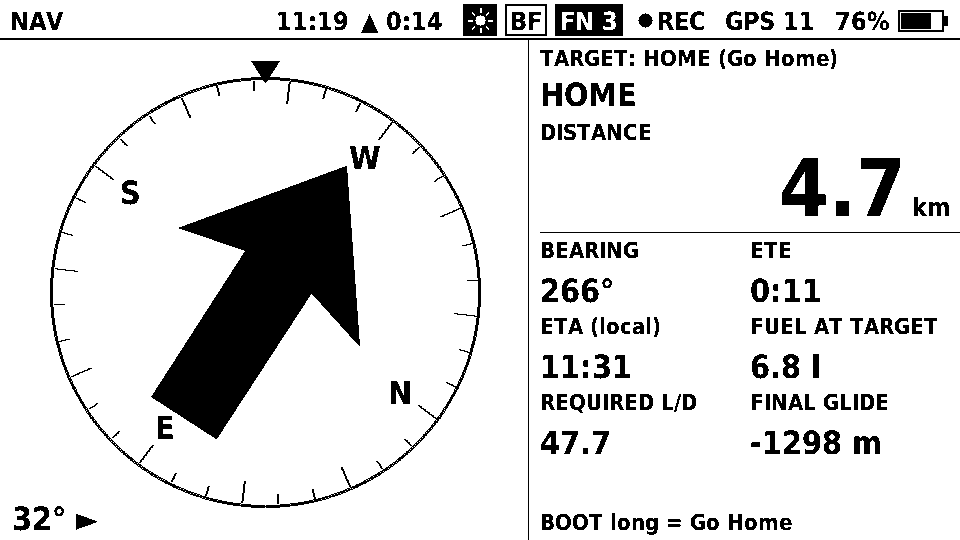 NAV 11:19 ▲ 0:14 BF FN 3 ●REC GPS 11 76%
TARGET: HOME (Go Home)
HOME
DISTANCE
4.7 km
BEARING ETE
266° 0:11
ETA (local) FUEL AT TARGET
11:31 6.8 l
REQUIRED L/D FINAL GLIDE
47.7 -1298 m
BOOT long = Go Home
W
S
N
E
32° ►